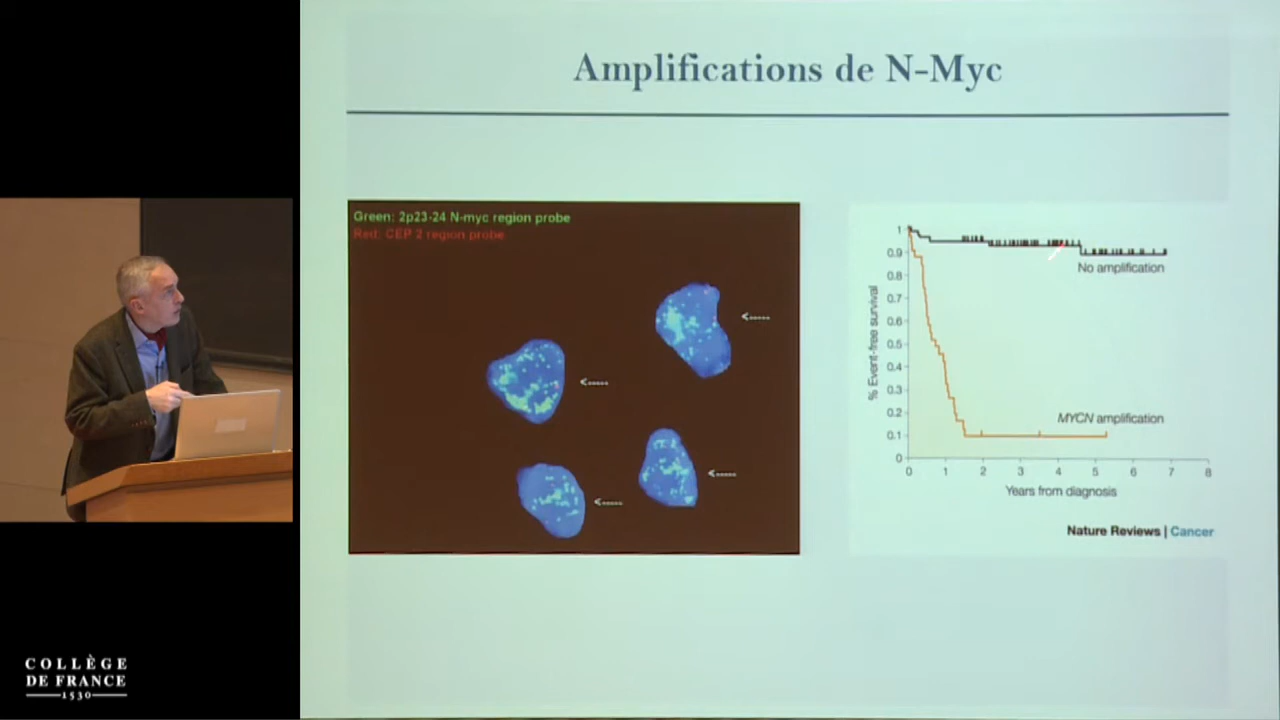 Amplifications de N-Myc
Green: 2p23-24 N-myc region probe
Red: CEP 2 region probe
1
0.9
0.8
0.7
0.6
0.5
0.4
0.3
0.2
0.1
0
% Event-free survival
No amplification
MYCN amplification
0 1 2 3 4 5 6 7 8
Years from diagnosis
Nature Reviews | Cancer
COLLÈGE
DE FRANCE
1530